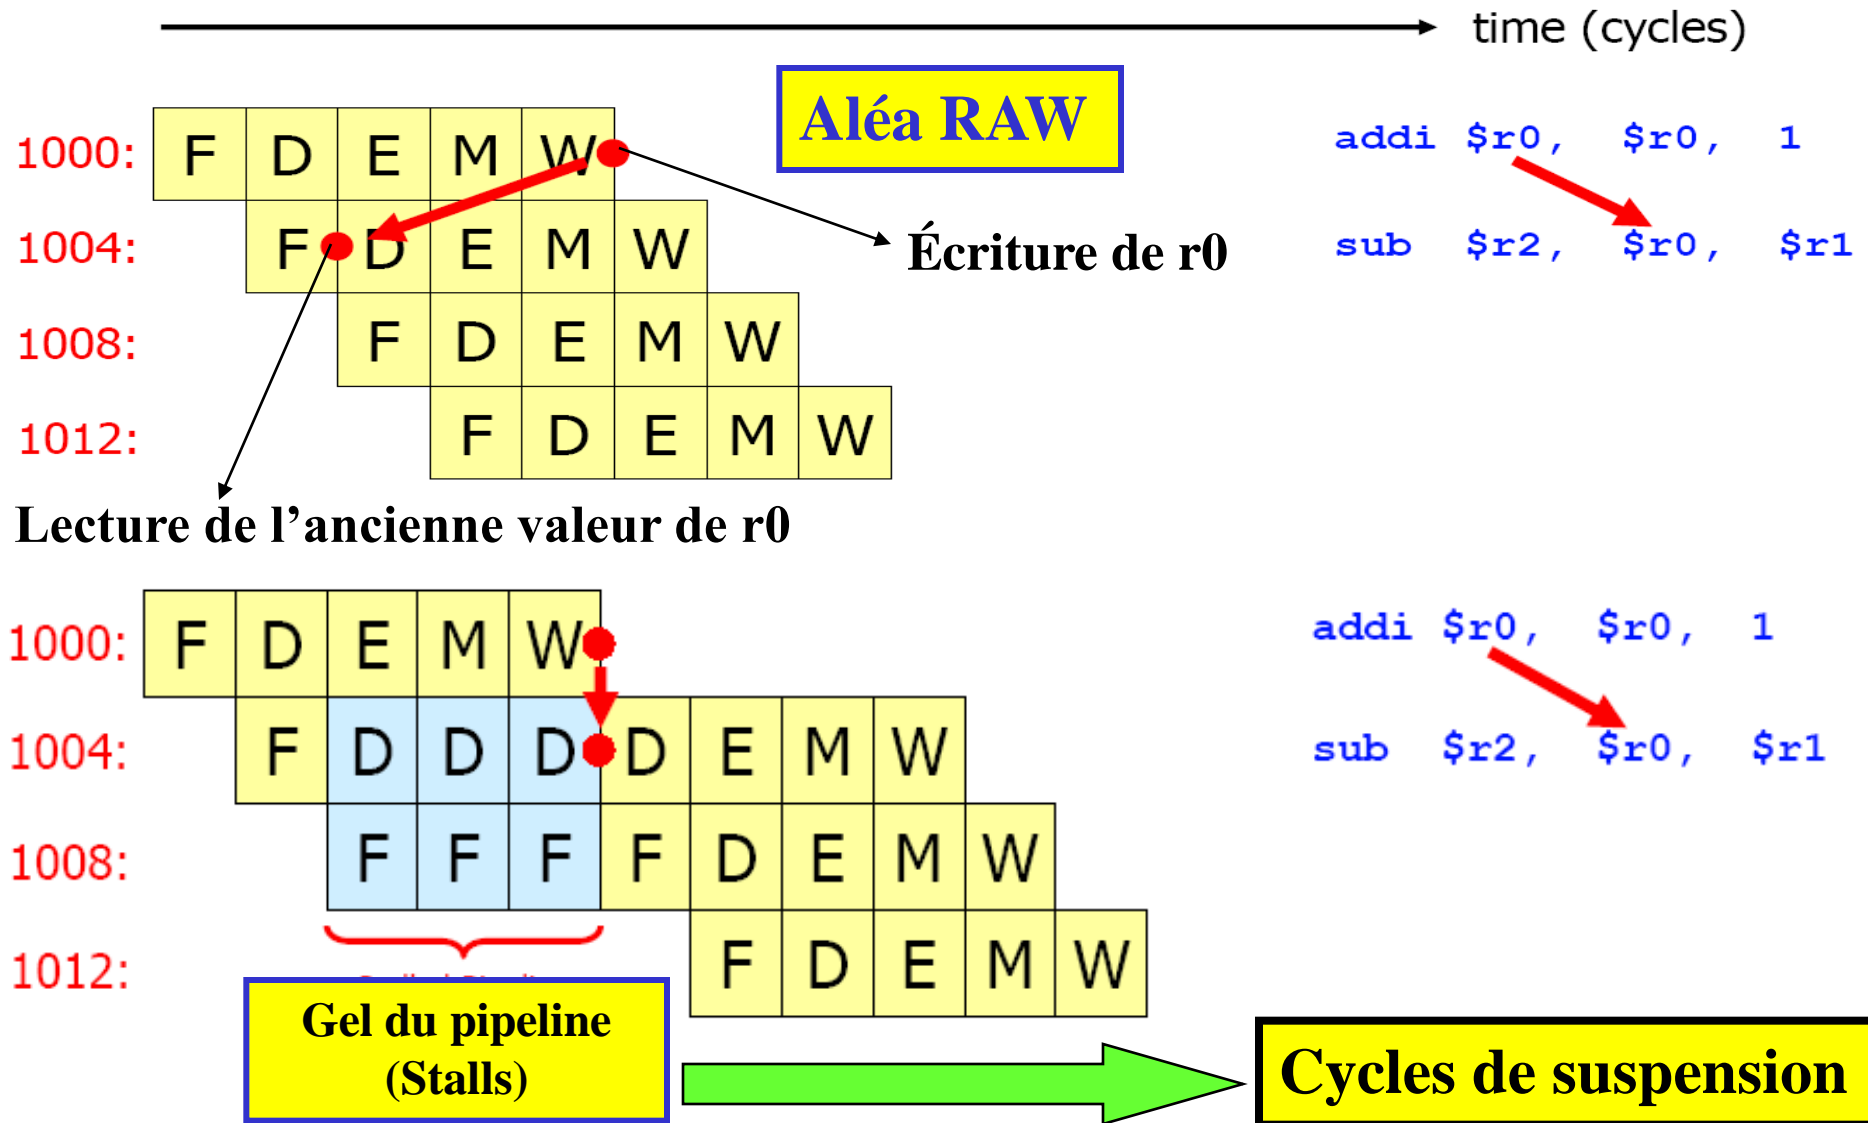 time (cycles)
Aléa RAW
1000: F D E M W
addi $r0, $r0, 1
1004: F D E M W
Écriture de r0
sub $r2, $r0, $r1
1008: F D E M W
1012: F D E M W
Lecture de l’ancienne valeur de r0
1000: F D E M W
addi $r0, $r0, 1
1004: F D D D D E M W
sub $r2, $r0, $r1
1008: F F F F D E M W
1012: F D E M W
Gel du pipeline
(Stalls)
Cycles de suspension